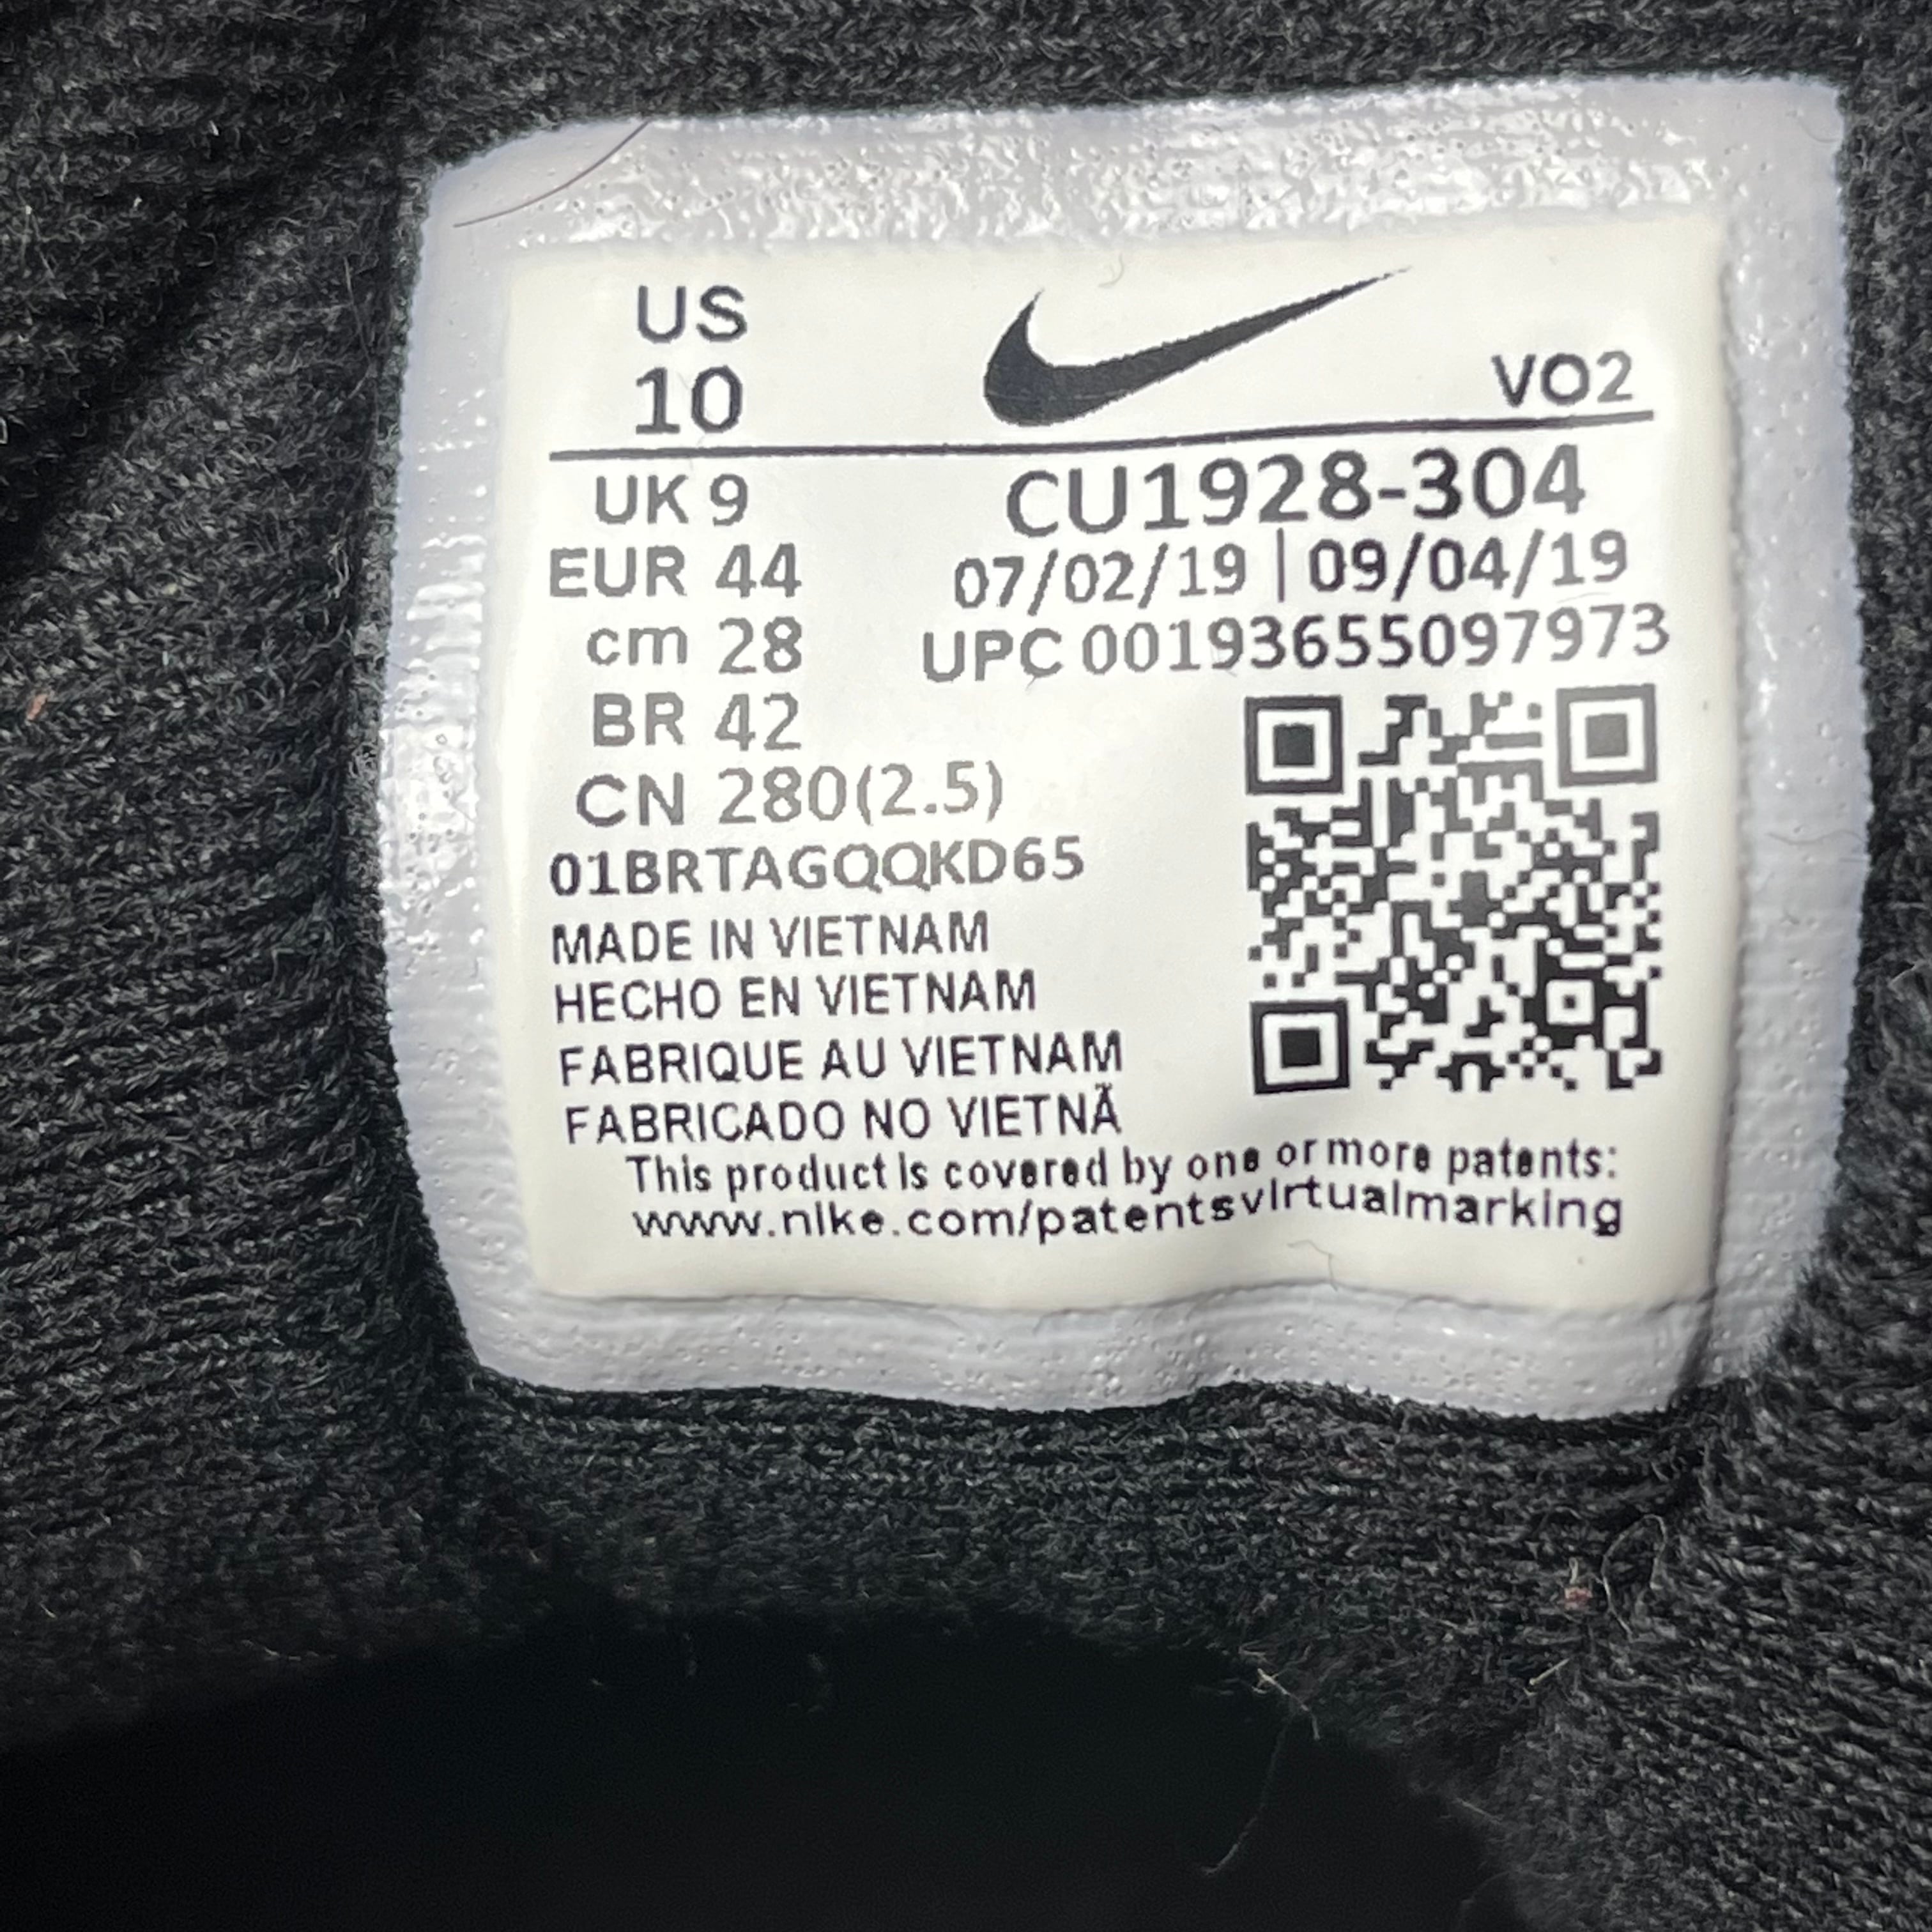 US
10
VO2
UK 9
CU1928-304
EUR 44
07/02/19 | 09/04/19
cm 28
UPC 00193655097973
BR 42
CN 280(2.5)
01BRTAGQQKD65
MADE IN VIETNAM
HECHO EN VIETNAM
FABRIQUE AU VIETNAM
FABRICADO NO VIETNÃ
This product is covered by one or more patents:
www.nike.com/patentsvirtualmarking